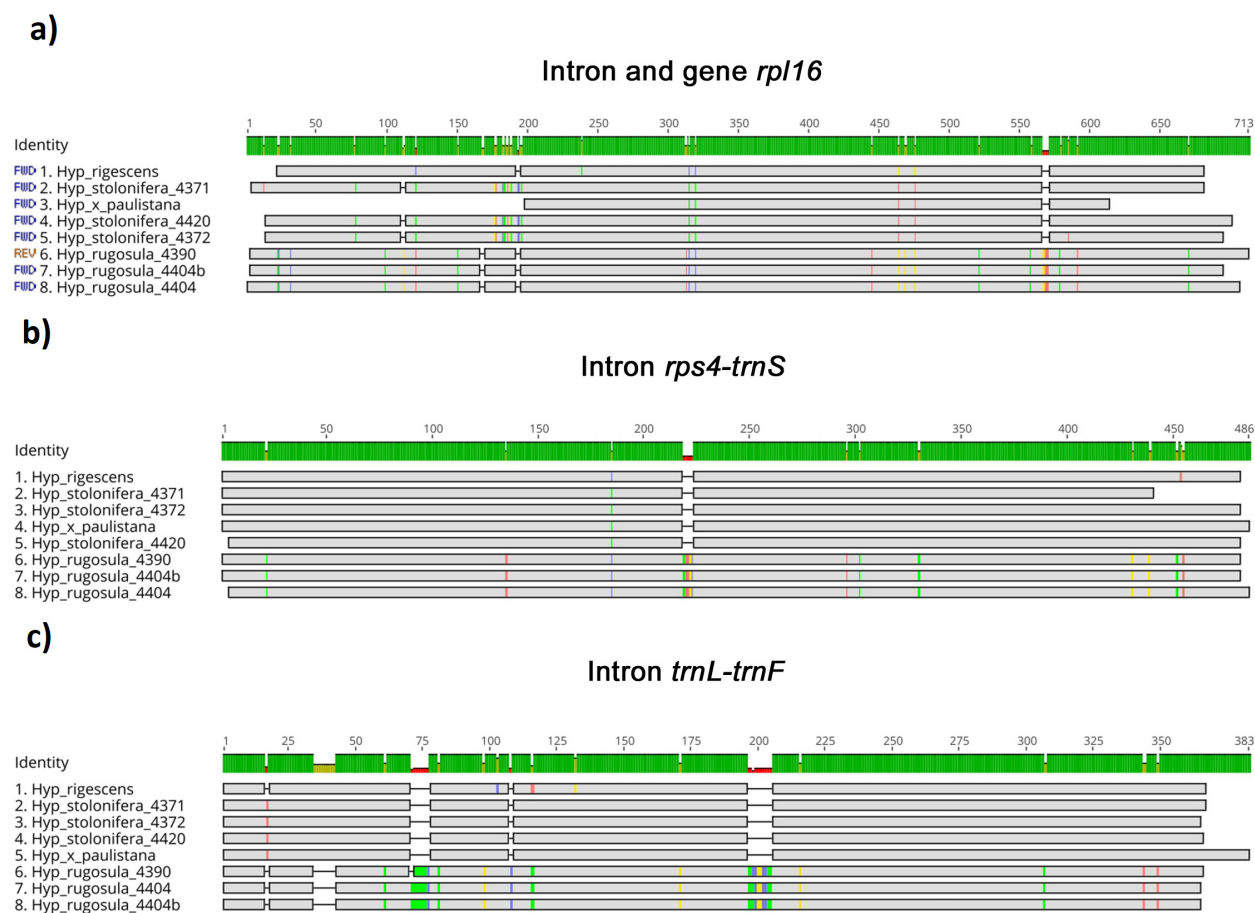 a)
Intron and gene rpl16
1 50 100 150 200 250 300 350 400 450 500 550 600 650 713
Identity
FWD 1. Hyp_rigescens
FWD 2. Hyp_stolonifera_4371
FWD 3. Hyp_x_paulistana
FWD 4. Hyp_stolonifera_4420
FWD 5. Hyp_stolonifera_4372
REV 6. Hyp_rugosula_4390
FWD 7. Hyp_rugosula_4404b
FWD 8. Hyp_rugosula_4404
b)
Intron rps4-trnS
1 50 100 150 200 250 300 350 400 450 486
Identity
1. Hyp_rigescens
2. Hyp_stolonifera_4371
3. Hyp_stolonifera_4372
4. Hyp_x_paulistana
5. Hyp_stolonifera_4420
6. Hyp_rugosula_4390
7. Hyp_rugosula_4404b
8. Hyp_rugosula_4404
c)
Intron trnL-trnF
1 25 50 75 100 125 150 175 200 225 250 275 300 325 350 383
Identity
1. Hyp_rigescens
2. Hyp_stolonifera_4371
3. Hyp_stolonifera_4372
4. Hyp_stolonifera_4420
5. Hyp_x_paulistana
6. Hyp_rugosula_4390
7. Hyp_rugosula_4404
8. Hyp_rugosula_4404b